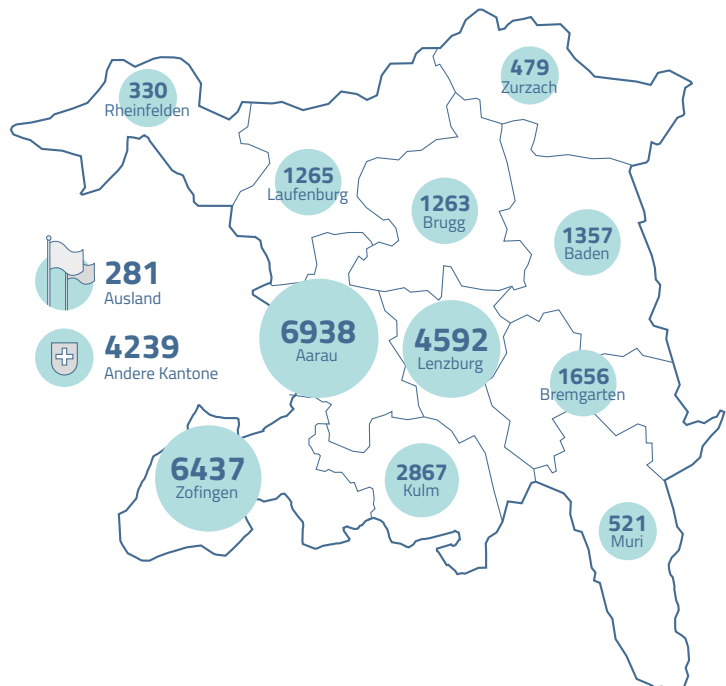 479
Zurzach
330
Rheinfelden
1265
Laufenburg
1263
Brugg
1357
Baden
281
Ausland
4239
Andere Kantone
6938
Aarau
4592
Lenzburg
1656
Bremgarten
6437
Zofingen
2867
Kulm
521
Muri